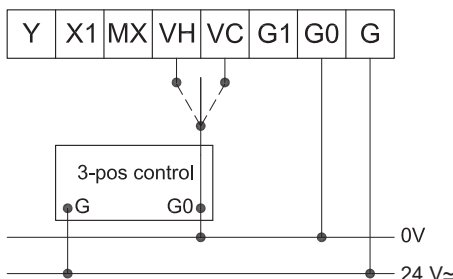 Y X1 MX VH VC G1 G0 G
3-pos control
G G0
0V
24 V≃